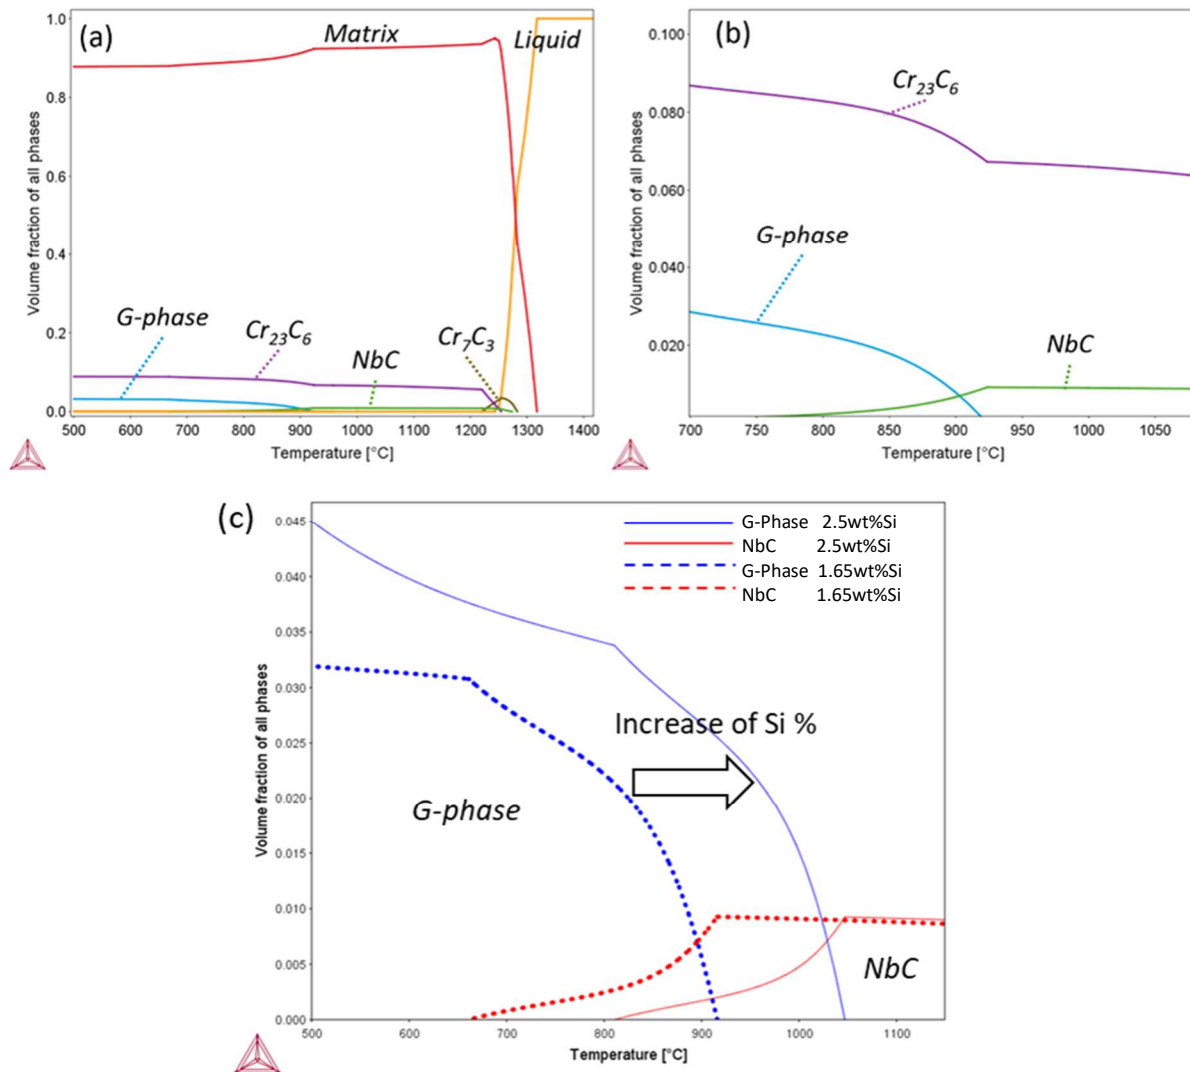 (a)
Matrix
Liquid
G-phase
Cr23C6
NbC
Cr7C3
Volume fraction of all phases
1.0
0.8
0.6
0.4
0.2
0.0
500 600 700 800 900 1000 1100 1200 1300 1400
Temperature [°C]
(b)
Cr23C6
G-phase
NbC
Volume fraction of all phases
0.100
0.080
0.060
0.040
0.020
700 750 800 850 900 950 1000 1050
Temperature [°C]
(c)
G-Phase 2.5wt%Si
NbC 2.5wt%Si
G-Phase 1.65wt%Si
NbC 1.65wt%Si
Increase of Si %
G-phase
NbC
Volume fraction of all phases
0.045
0.040
0.035
0.030
0.025
0.020
0.015
0.010
0.005
0.000
500 600 700 800 900 1000 1100
Temperature [°C]